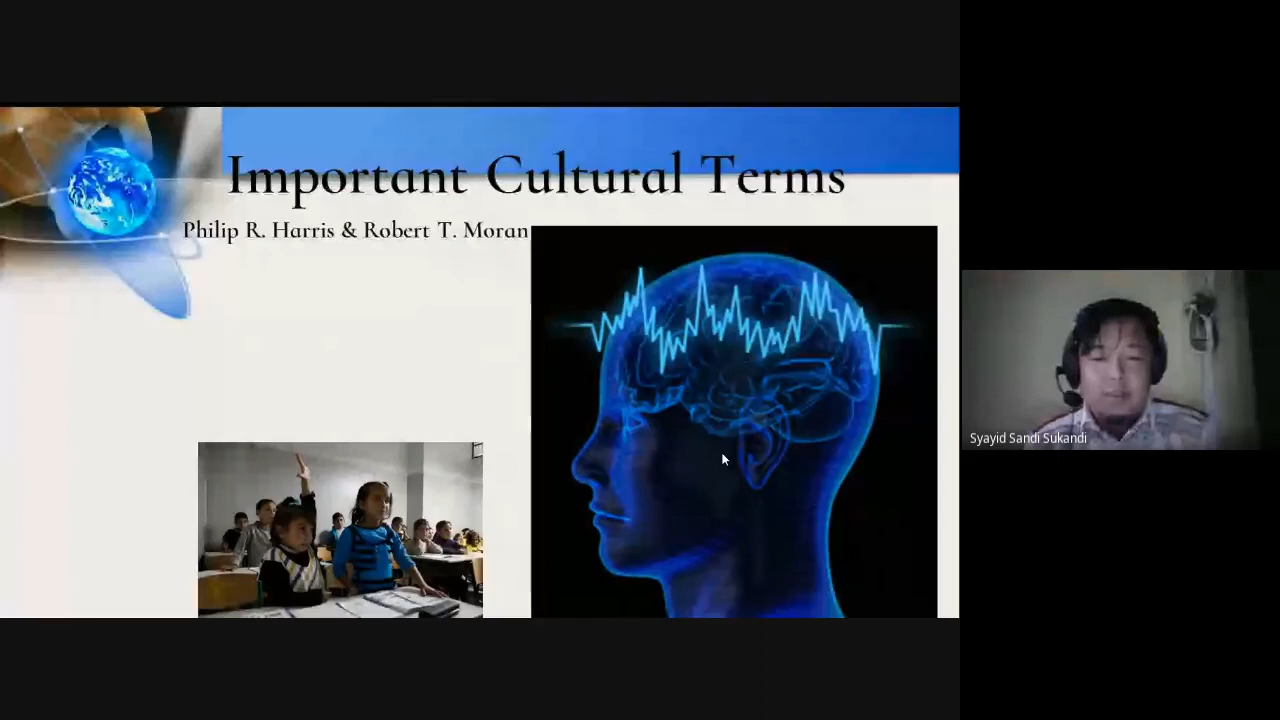 Important Cultural Terms
Philip R. Harris & Robert T. Moran
Syayid Sandi Sukandi